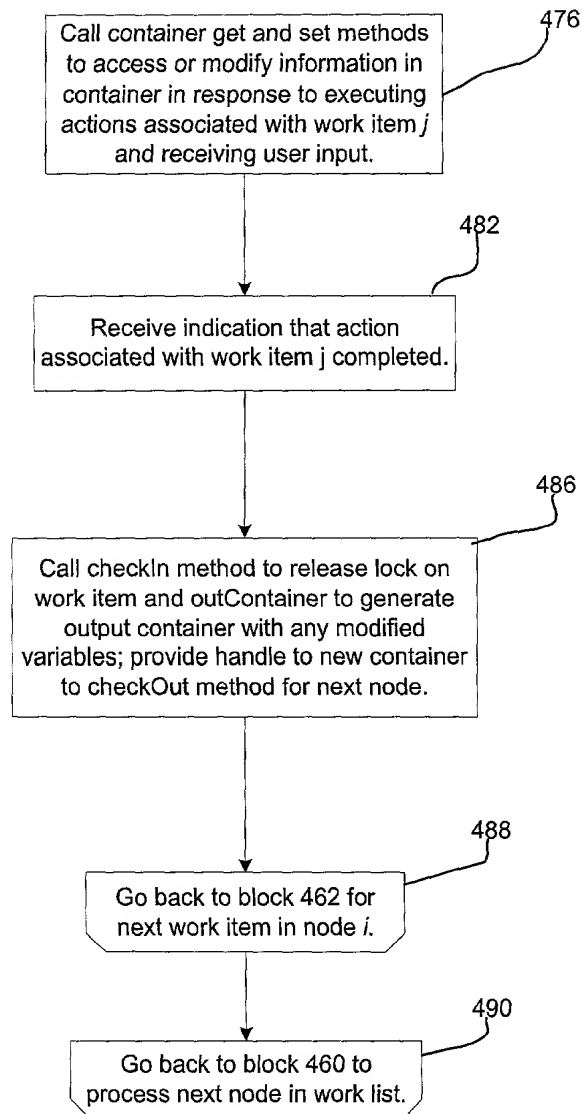 Call container get and set methods
to access or modify information in
container in response to executing
actions associated with work item j
and receiving user input.
476
482
Receive indication that action
associated with work item j completed.
486
Call checkIn method to release lock on
work item and outContainer to generate
output container with any modified
variables; provide handle to new container
to checkOut method for next node.
488
Go back to block 462 for
next work item in node i.
490
Go back to block 460 to
process next node in work list.